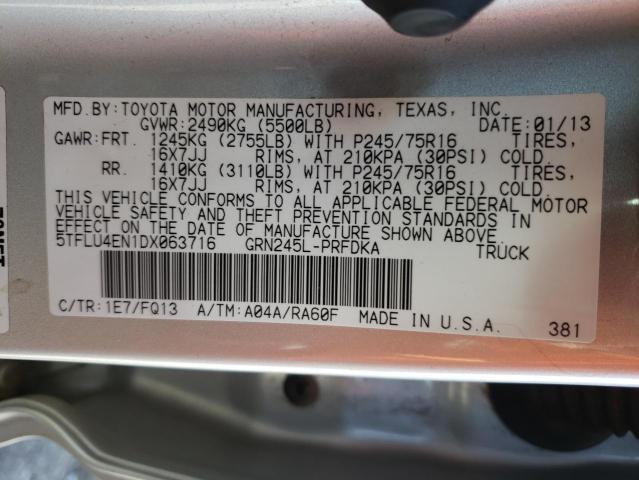 MFD.BY:TOYOTA MOTOR MANUFACTURING, TEXAS, INC.
GVWR:2490KG (5500LB) DATE:01/13
GAWR:FRT. 1245KG (2755LB) WITH P245/75R16 TIRES,
16X7JJ RIMS, AT 210KPA (30PSI) COLD.
RR. 1410KG (3110LB) WITH P245/75R16 TIRES,
16X7JJ RIMS, AT 210KPA (30PSI) COLD.
THIS VEHICLE CONFORMS TO ALL APPLICABLE FEDERAL MOTOR
VEHICLE SAFETY AND THEFT PREVENTION STANDARDS IN
EFFECT ON THE DATE OF MANUFACTURE SHOWN ABOVE
5TFLU4EN1DX063716 GRN245L-PRFDKA TRUCK
C/TR:1E7/FQ13 A/TM:A04A/RA60F MADE IN U.S.A. 381